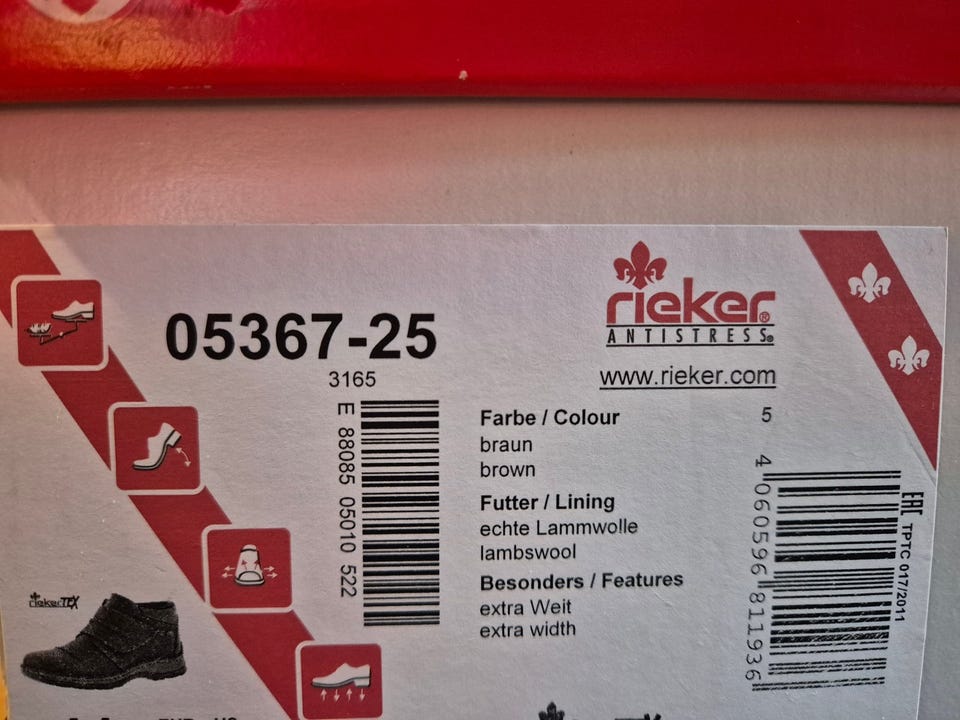 05367-25
3165
E 88085 05010 522
rieker®
ANTISTRESS®
www.rieker.com
Farbe / Colour
braun
brown
5
Futter / Lining
echte Lammwolle
lambswool
Besonders / Features
extra Weit
extra width
4 060596 811936
EAC TPTC 017/2011
riekerTEX